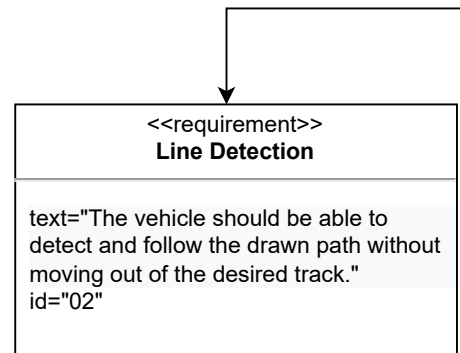 <<requirement>>
Line Detection
text="The vehicle should be able to
detect and follow the drawn path without
moving out of the desired track."
id="02"